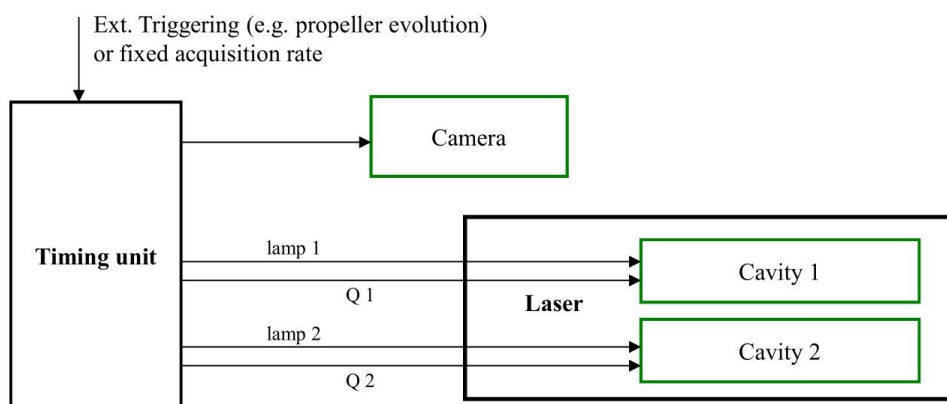 Ext. Triggering (e.g. propeller evolution)
or fixed acquisition rate
Camera
Timing unit
lamp 1
Q 1
Laser
Cavity 1
lamp 2
Q 2
Cavity 2